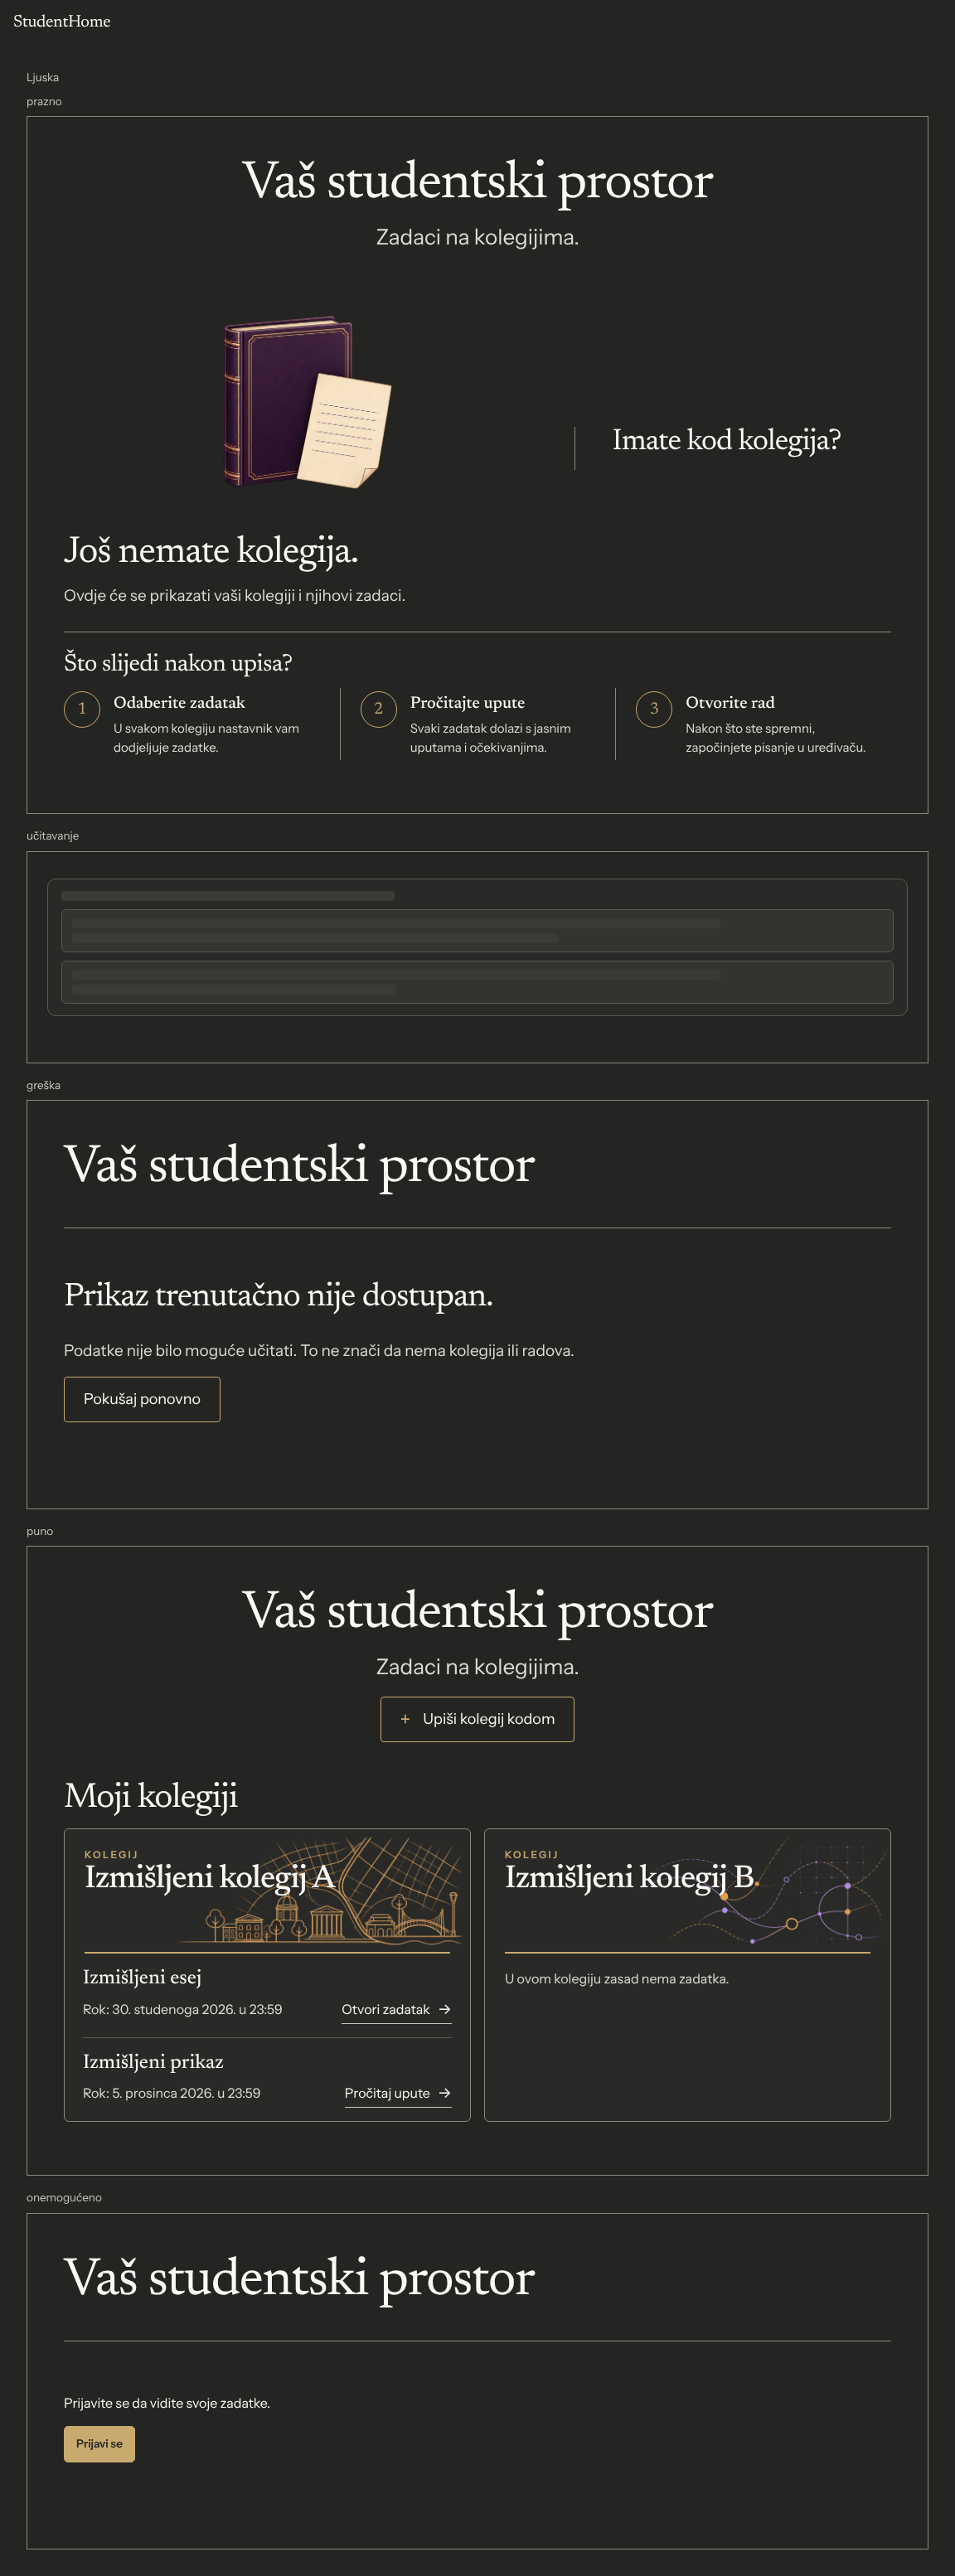 StudentHome
Ljuska
prazno
Vaš studentski prostor
Zadaci na kolegijima.
Imate kod kolegija?
Još nemate kolegija.
Ovdje će se prikazati vaši kolegiji i njihovi zadaci.
Što slijedi nakon upisa?
1
Odaberite zadatak
U svakom kolegiju nastavnik vam
dodjeljuje zadatke.
2
Pročitajte upute
Svaki zadatak dolazi s jasnim
uputama i očekivanjima.
3
Otvorite rad
Nakon što ste spremni,
započinjete pisanje u uređivaču.
učitavanje
greška
Vaš studentski prostor
Prikaz trenutačno nije dostupan.
Podatke nije bilo moguće učitati. To ne znači da nema kolegija ili radova.
Pokušaj ponovno
puno
Vaš studentski prostor
Zadaci na kolegijima.
+ Upiši kolegij kodom
Moji kolegiji
KOLEGIJ
Izmišljeni kolegij A
Izmišljeni esej
Rok: 30. studenoga 2026. u 23:59
Otvori zadatak →
Izmišljeni prikaz
Rok: 5. prosinca 2026. u 23:59
Pročitaj upute →
KOLEGIJ
Izmišljeni kolegij B
U ovom kolegiju zasad nema zadatka.
onemogućeno
Vaš studentski prostor
Prijavite se da vidite svoje zadatke.
Prijavi se